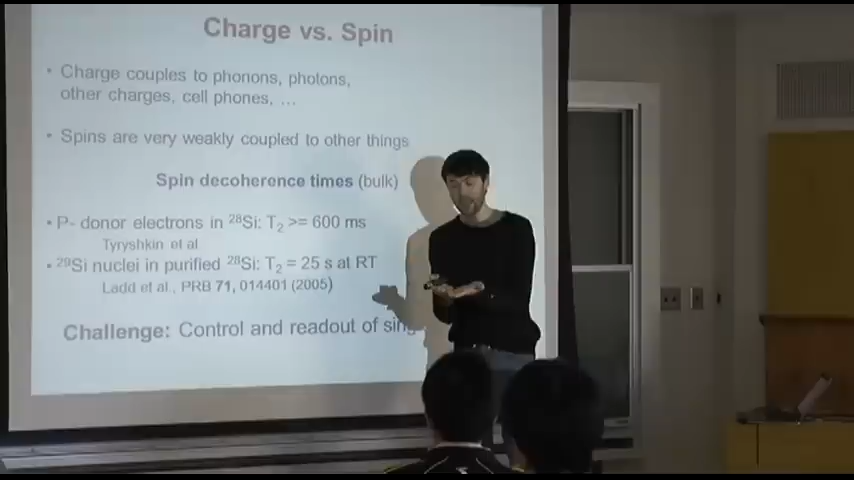 Charge vs. Spin
• Charge couples to phonons, photons,
other charges, cell phones, …
• Spins are very weakly coupled to other things
Spin decoherence times (bulk)
• P- donor electrons in ²⁸Si: T₂ >= 600 ms
Tyryshkin et al
• ²⁹Si nuclei in purified ²⁸Si: T₂ = 25 s at RT
Ladd et al., PRB 71, 014401 (2005)
Challenge: Control and readout of